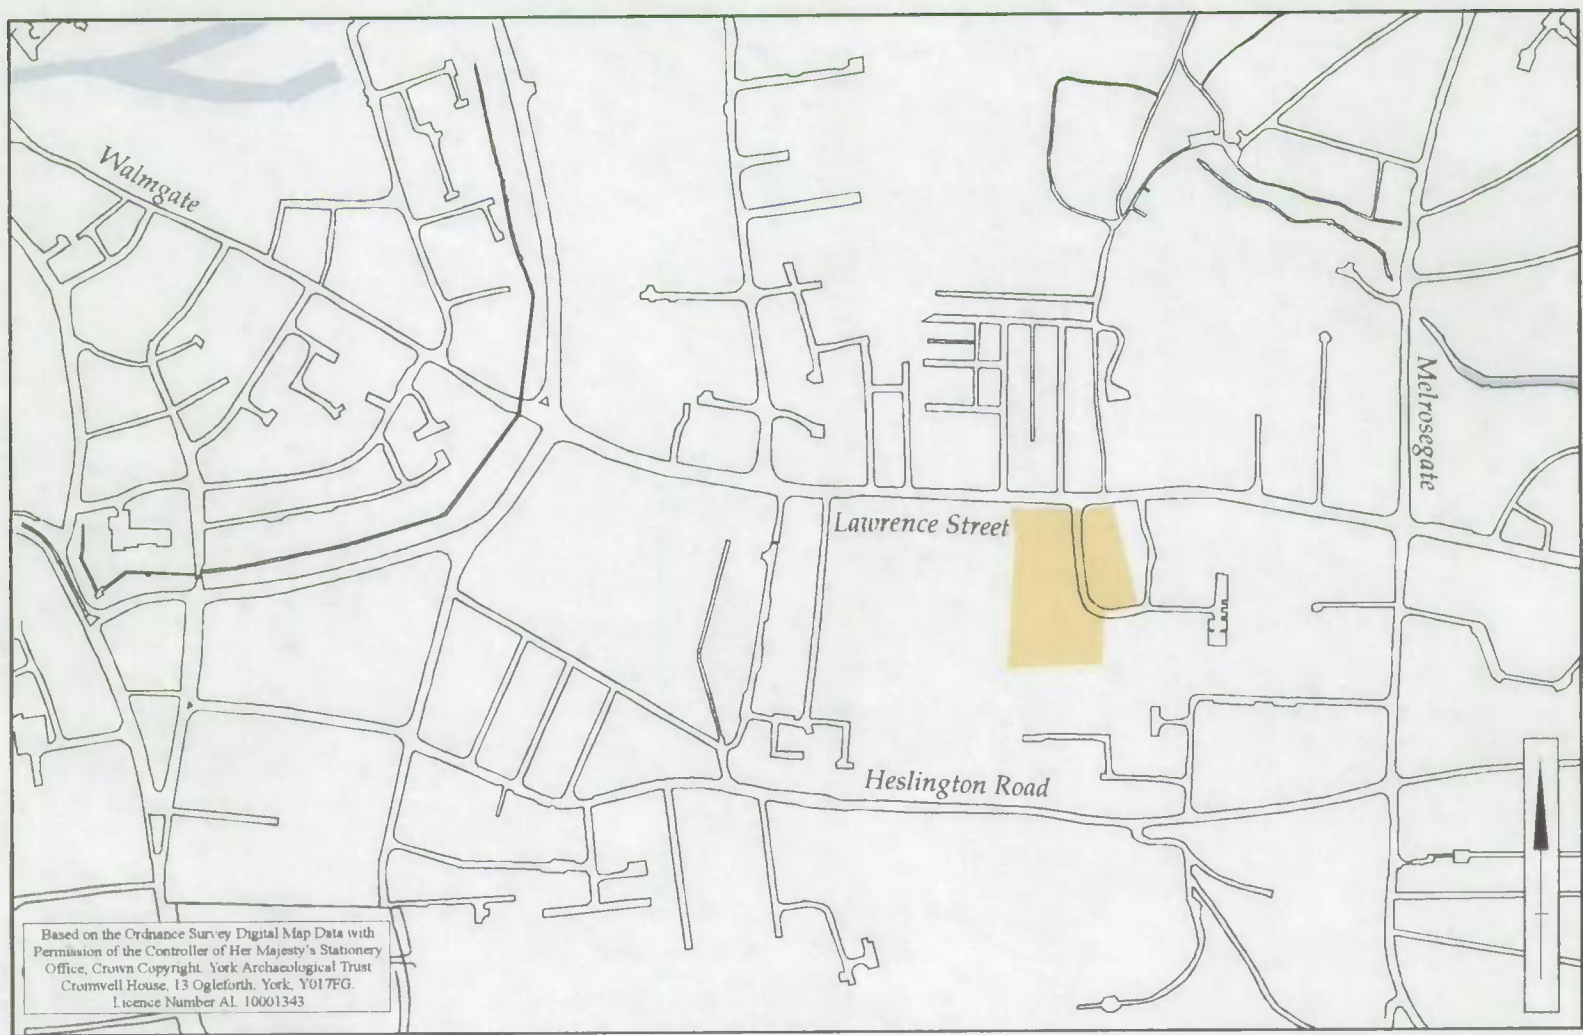 Walmgate
Melrosegate
Lawrence Street
Heslington Road
Based on the Ordnance Survey Digital Map Data with
Permission of the Controller of Her Majesty's Stationery
Office, Crown Copyright. York Archaeological Trust
Cromwell House, 13 Ogleforth, York, YO17FG.
Licence Number AL 10001343